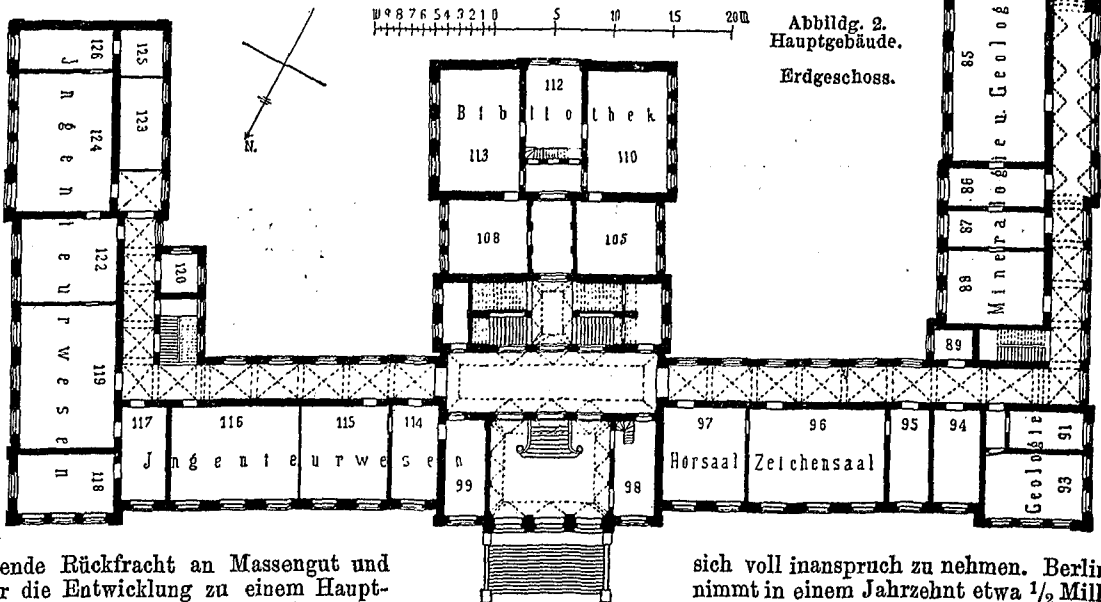 10 9 8 7 6 5 4 3 2 1 0 5 10 15 20 m
Abbildg. 2.
Hauptgebäude.
Erdgeschoss.
N.
126
125
124
123
122
120
119
118
Jngenieurwesen
112
Bibliothek
113
110
108
105
85
86
87
88
89
Mineralogie u. Geolog
117
116
115
114
Jngenieurwesen
99
98
97
96
95
94
Hörsaal
Zeichensaal
91
93
Geologie
ende Rückfracht an Massengut und
r die Entwicklung zu einem Haupt-
sich voll inanspruch zu nehmen. Berlin
nimmt in einem Jahrzehnt etwa 1/2 Mill